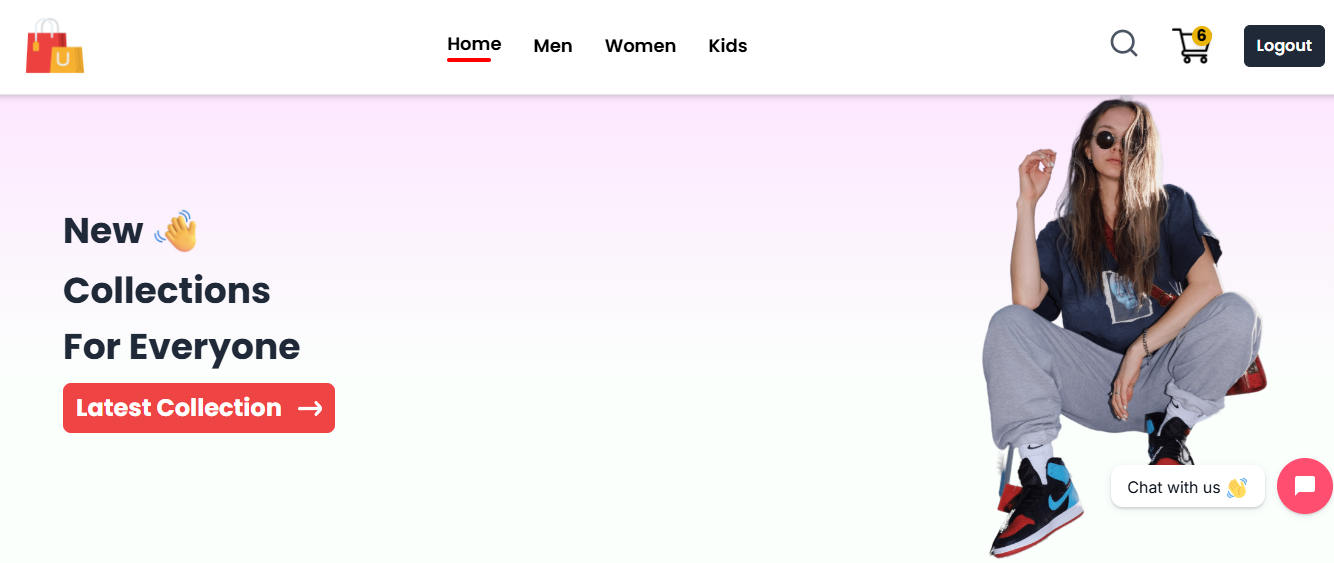 U
Home Men Women Kids
6
Logout
New 👋
Collections
For Everyone
Latest Collection →
Chat with us 👋